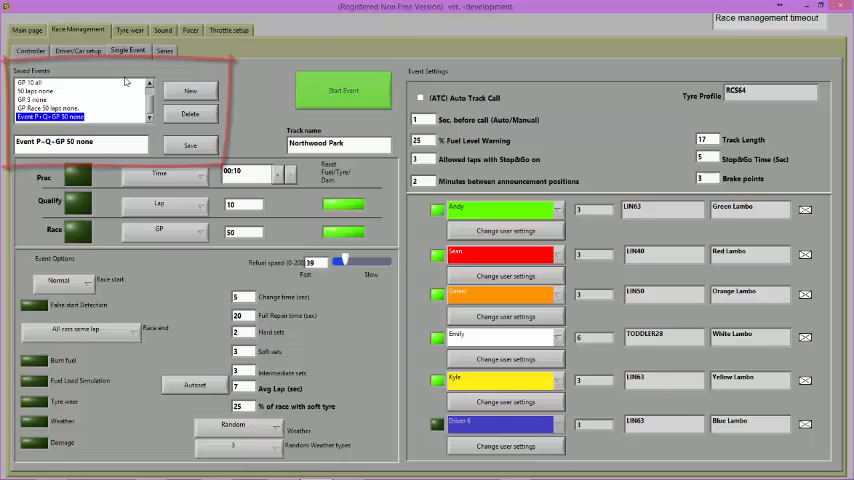 (Registered Non Free Version) ver. -development-
Race management timeout
Main page Race Management Tyre wear Sound Pacer Throttle setup
Controller Driver/Car setup Single Event Series
Saved Events
GP 10 all
50 laps none
GP 3 none
GP Race 50 laps none.
Event P+Q+GP 50 none
New
Delete
Event P+Q+GP 50 none
Save
Start Event
Track name
Northwood Park
Prac
Time
00:10
Reset
Fuel/Tyre/
Dam
Qualify
Lap
10
Race
GP
50
Event Options
Refuel speed (0-200)
39
Fast
Slow
Normal
Race start
False start Detection
All cars same lap
Race end
Burn fuel
Fuel Load Simulation
Tyre wear
Weather
Damage
5 Change time (sec)
20 Full Repair time (sec)
2 Hard sets
3 Soft sets
3 Intermediate sets
Autoset
7 Avg Lap (sec)
25 % of race with soft tyre
Random
Weather
3
Random Weather types
Event Settings
(ATC) Auto Track Call
Tyre Profile
RCS64
1 Sec. before call (Auto/Manual)
25 % Fuel Level Warning
3 Allowed laps with Stop&Go on
2 Minutes between announcement positions
17 Track Length
5 Stop&Go Time (Sec)
3 Brake points
Andy 3 LIN63 Green Lambo
Change user settings
Sean 3 LIN40 Red Lambo
Change user settings
Daniel 3 LIN50 Orange Lambo
Change user settings
Emily 6 TODDLER28 White Lambo
Change user settings
Kyle 3 LIN63 Yellow Lambo
Change user settings
Driver 6 3 LIN63 Blue Lambo
Change user settings